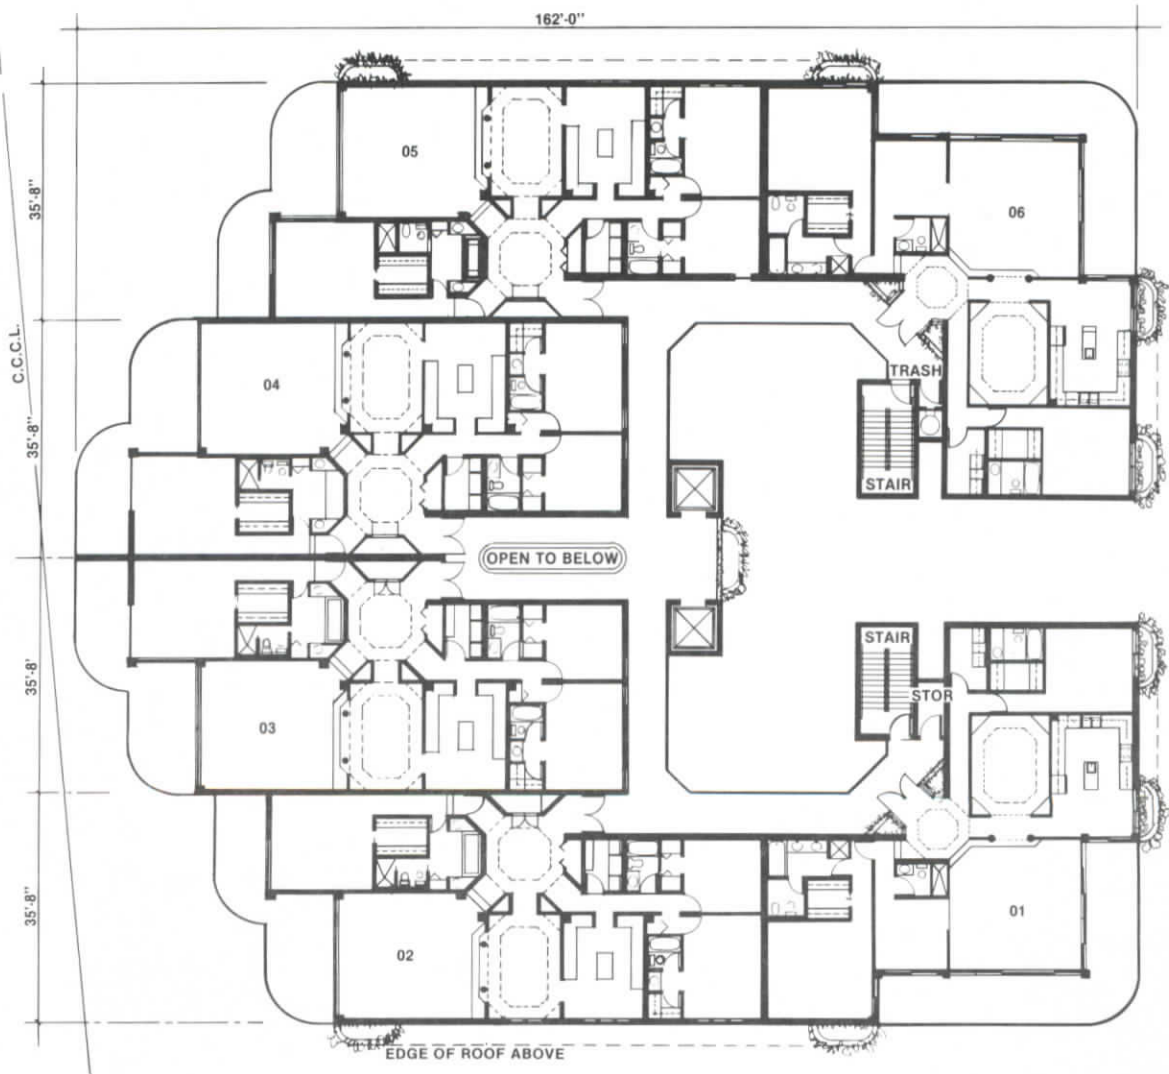 162'-0"
05
35'-8"
06
C.C.C.L.
04
TRASH
35'-8"
STAIR
OPEN TO BELOW
STAIR
35'-8'
STOR
03
35'-8"
01
02
EDGE OF ROOF ABOVE